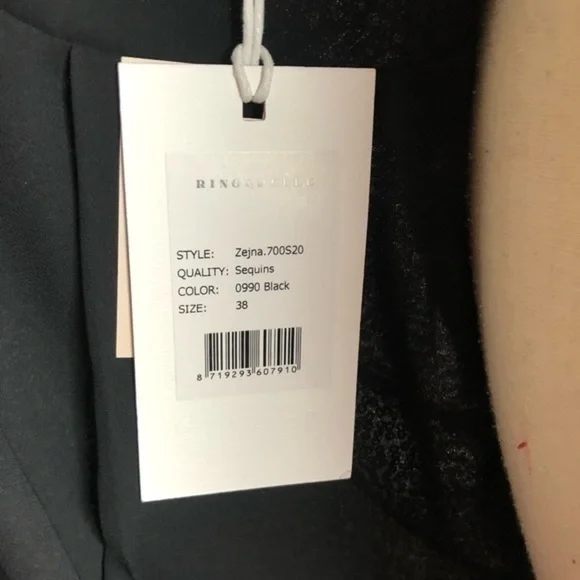 STYLE: Zejna.700S20
QUALITY: Sequins
COLOR: 0990 Black
SIZE: 38
8 719293 607910